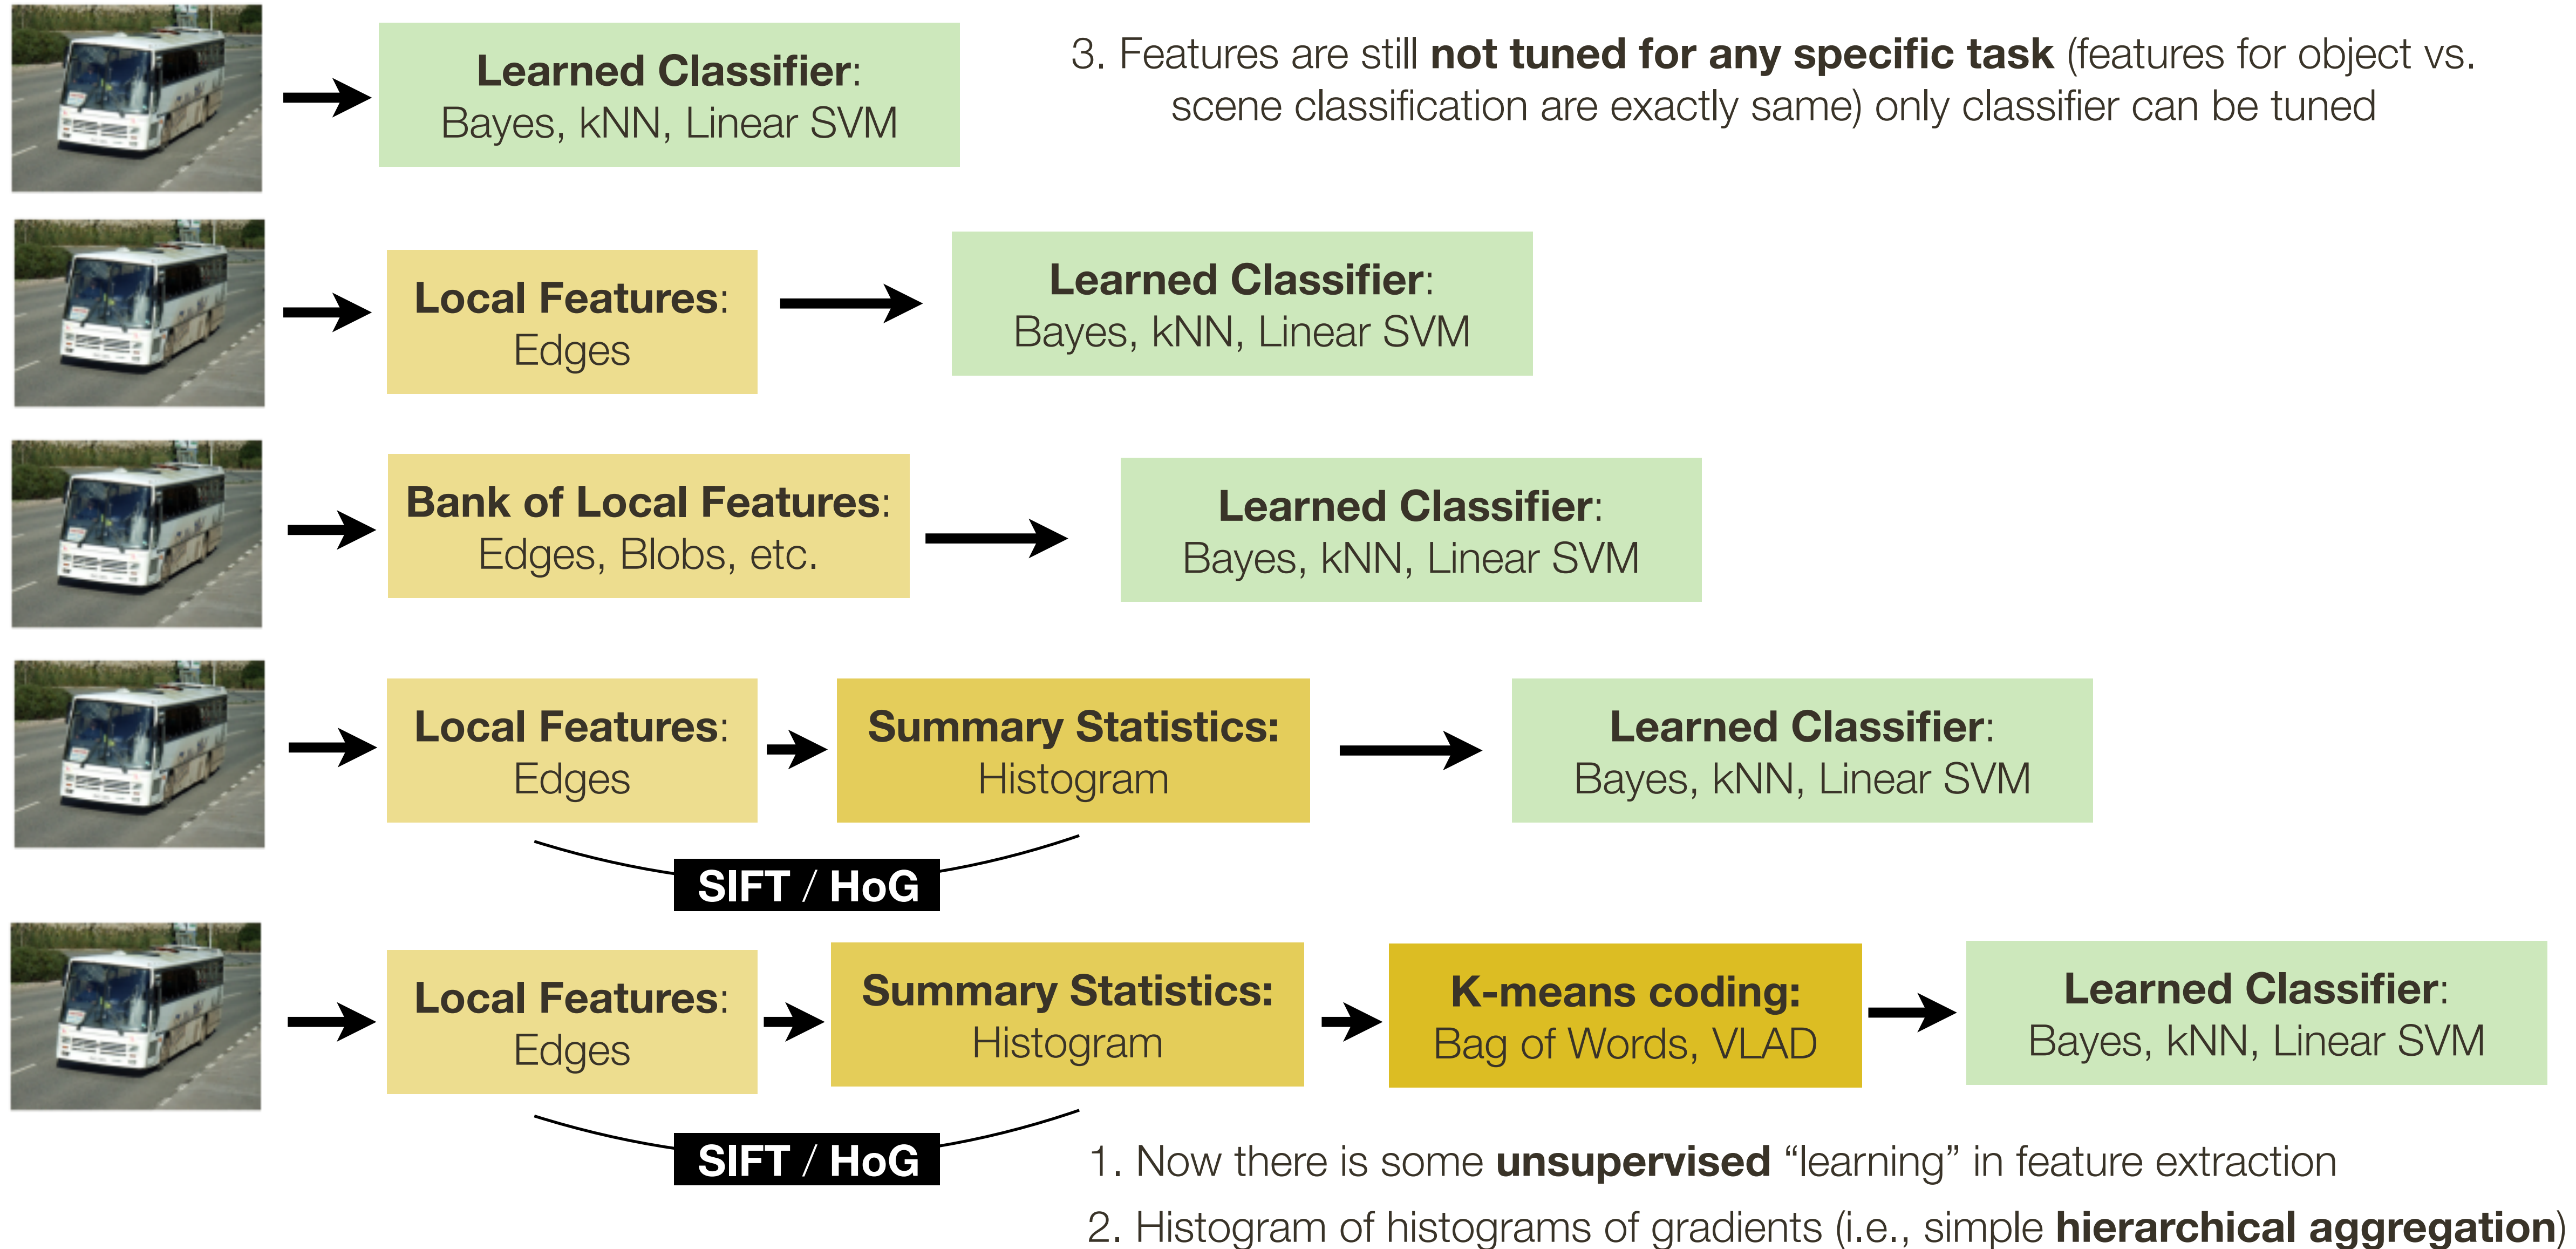 Learned Classifier:
Bayes, kNN, Linear SVM
3. Features are still not tuned for any specific task (features for object vs.
scene classification are exactly same) only classifier can be tuned
Local Features:
Edges
Learned Classifier:
Bayes, kNN, Linear SVM
Bank of Local Features:
Edges, Blobs, etc.
Learned Classifier:
Bayes, kNN, Linear SVM
Local Features:
Edges
Summary Statistics:
Histogram
Learned Classifier:
Bayes, kNN, Linear SVM
SIFT / HoG
Local Features:
Edges
Summary Statistics:
Histogram
K-means coding:
Bag of Words, VLAD
Learned Classifier:
Bayes, kNN, Linear SVM
SIFT / HoG
1. Now there is some unsupervised “learning” in feature extraction
2. Histogram of histograms of gradients (i.e., simple hierarchical aggregation)